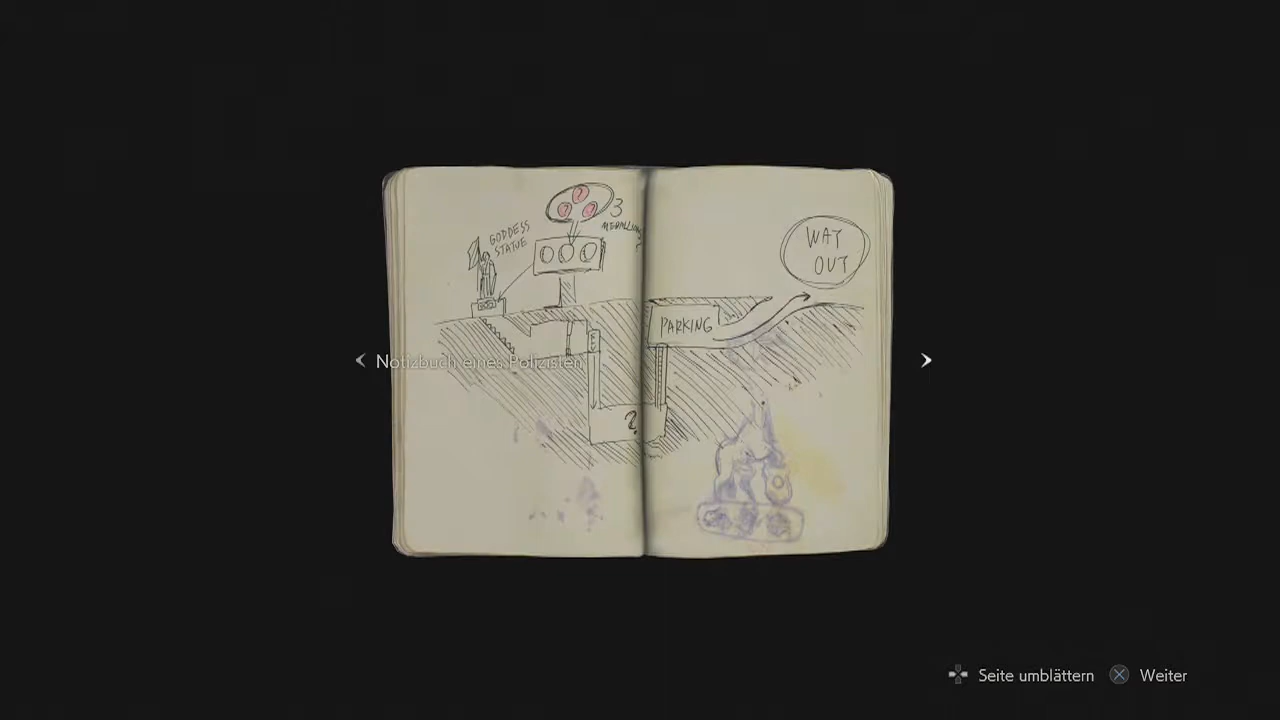 3
MEDALLIONS
?
GODDESS
STATUE
WAY
OUT
PARKING
Notizbuch eines Polizisten
?
Seite umblättern
Weiter